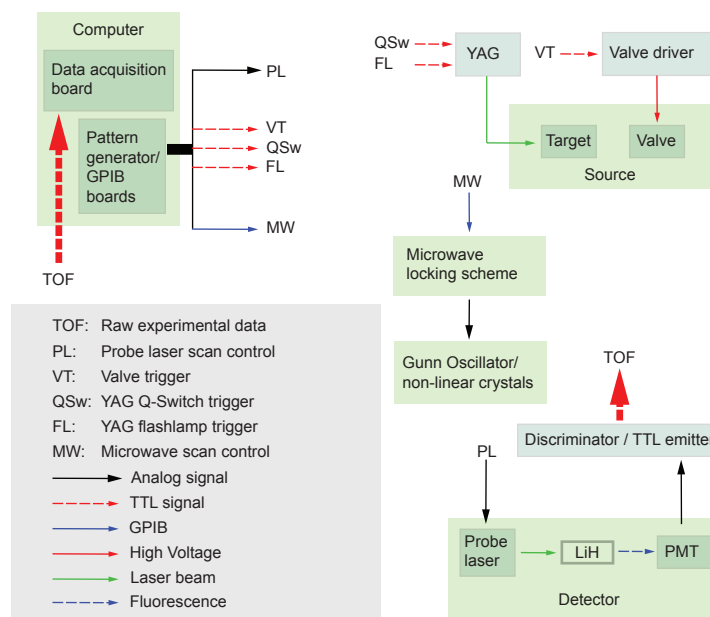 Computer
Data acquisition
board
Pattern
generator/
GPIB
boards
PL
VT
QSw
FL
MW
TOF
QSw
FL
YAG
VT
Valve driver
Target
Valve
Source
MW
Microwave
locking scheme
Gunn Oscillator/
non-linear crystals
TOF
Discriminator / TTL emitter
PL
Probe
laser
LiH
PMT
Detector
TOF: Raw experimental data
PL: Probe laser scan control
VT: Valve trigger
QSw: YAG Q-Switch trigger
FL: YAG flashlamp trigger
MW: Microwave scan control
Analog signal
TTL signal
GPIB
High Voltage
Laser beam
Fluorescence